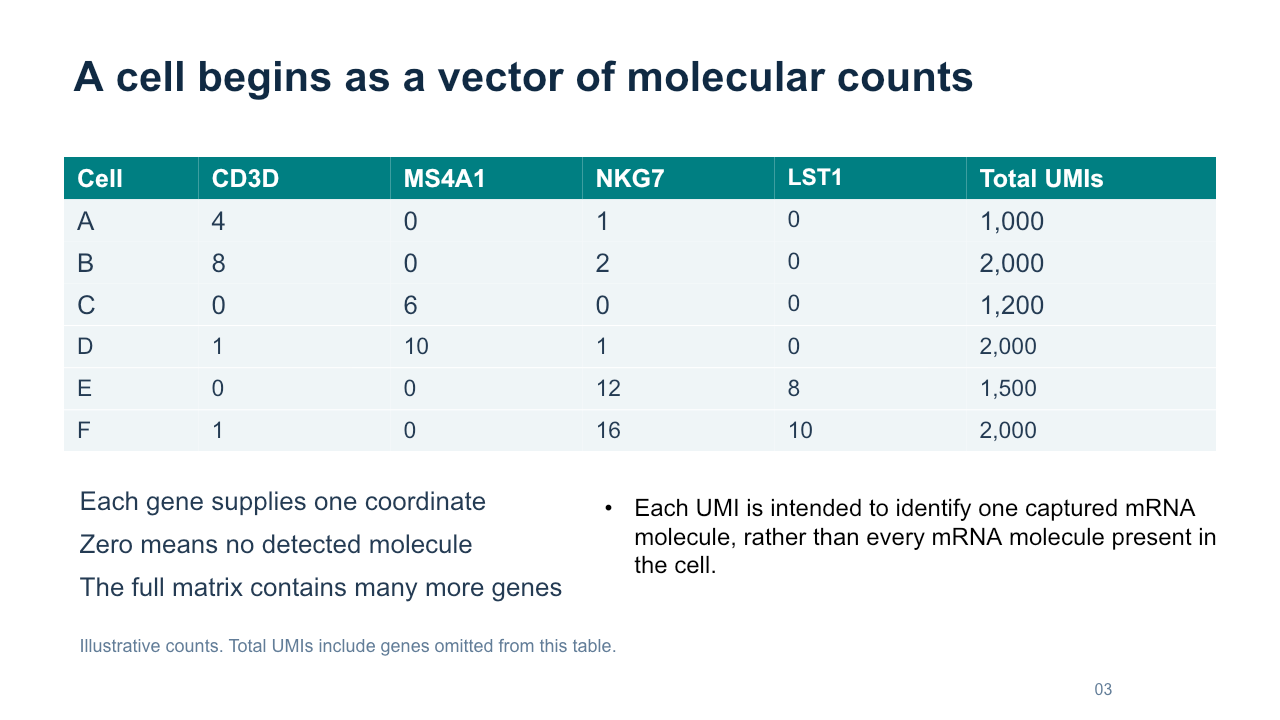 A cell begins as a vector of molecular counts
Cell CD3D MS4A1 NKG7 LST1 Total UMIs
A 4 0 1 0 1,000
B 8 0 2 0 2,000
C 0 6 0 0 1,200
D 1 10 1 0 2,000
E 0 0 12 8 1,500
F 1 0 16 10 2,000
Each gene supplies one coordinate
Zero means no detected molecule
The full matrix contains many more genes
• Each UMI is intended to identify one captured mRNA
molecule, rather than every mRNA molecule present in
the cell.
Illustrative counts. Total UMIs include genes omitted from this table.
03